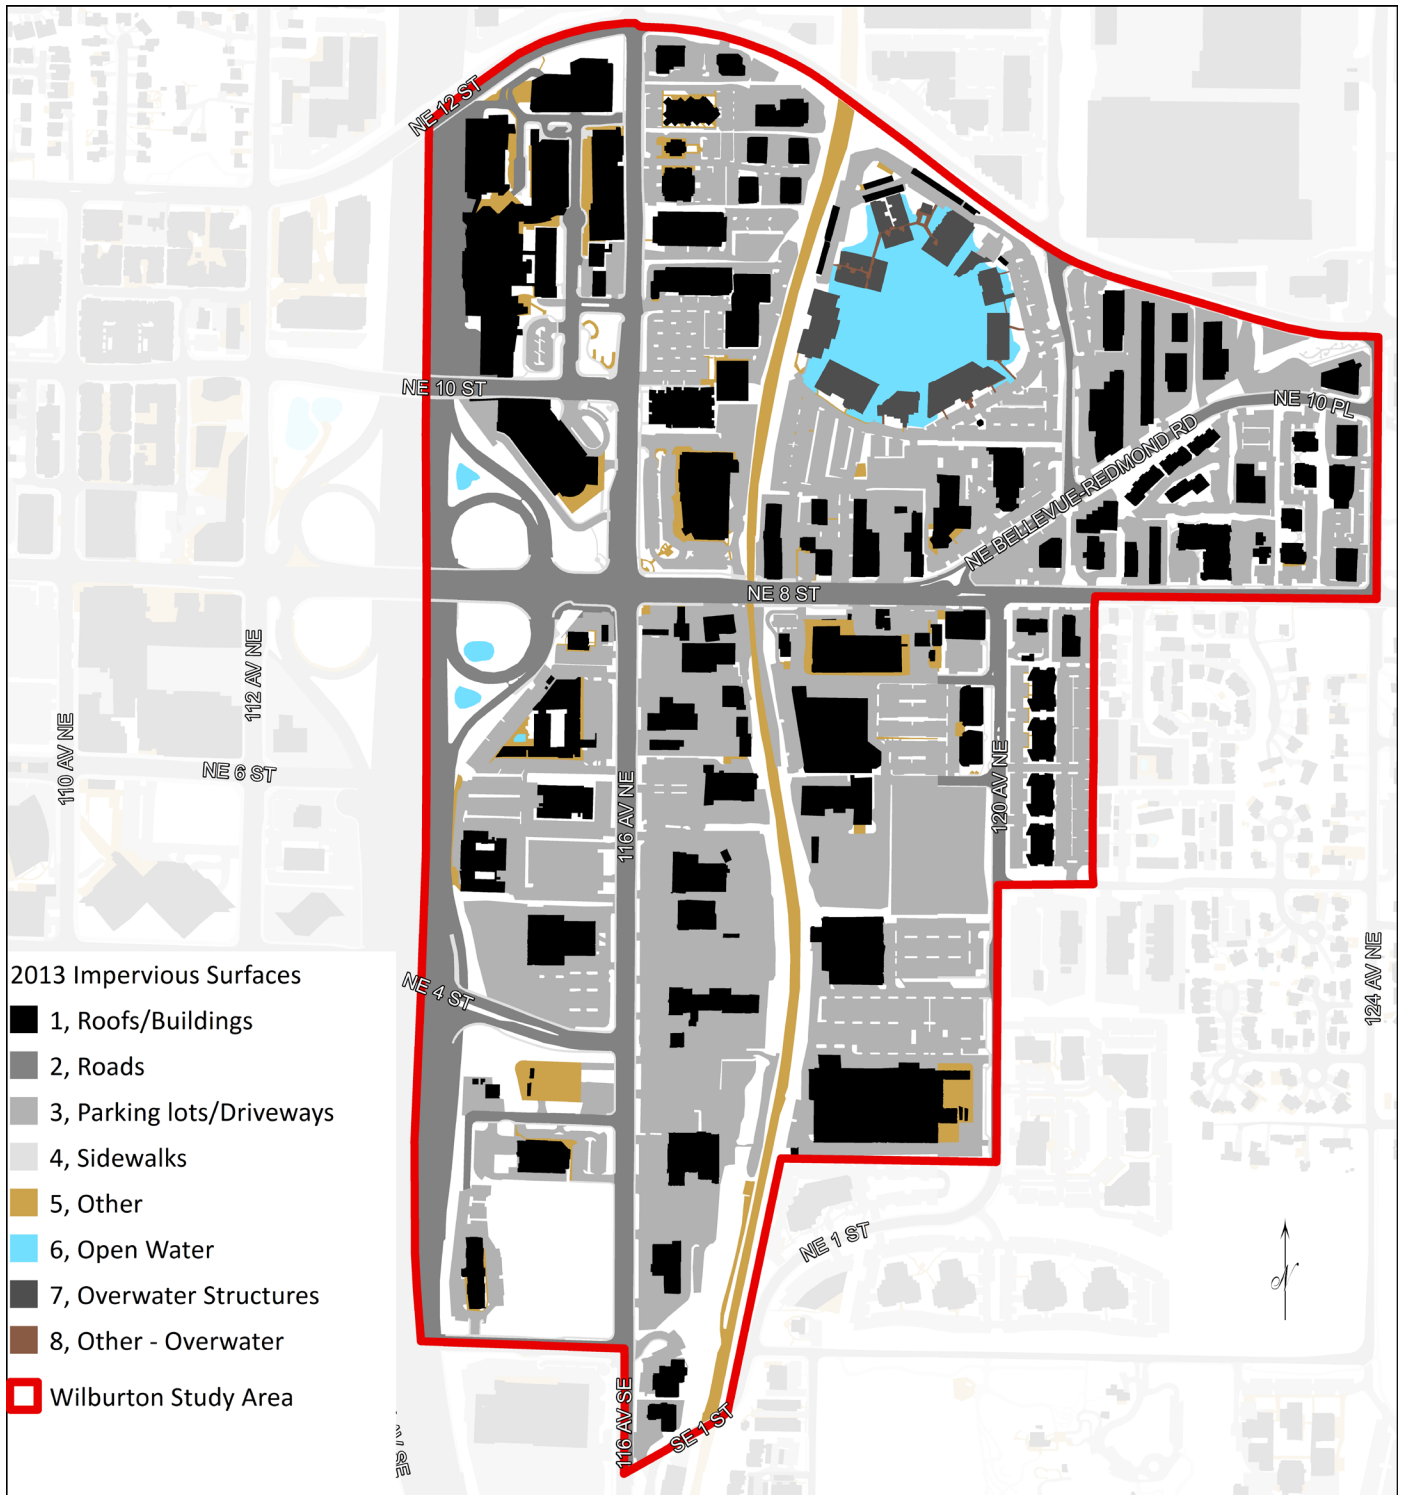 NE 12 ST
NE 10 ST
NE 10 PL
NE BELLEVUE-REDMOND RD
NE 8 ST
112 AV NE
110 AV NE
NE 6 ST
116 AV NE
120 AV NE
124 AV NE
NE 4 ST
2013 Impervious Surfaces
1, Roofs/Buildings
2, Roads
3, Parking lots/Driveways
4, Sidewalks
5, Other
6, Open Water
7, Overwater Structures
8, Other - Overwater
Wilburton Study Area
NE 1 ST
N
116 AV SE
SE 1 ST
AV SE